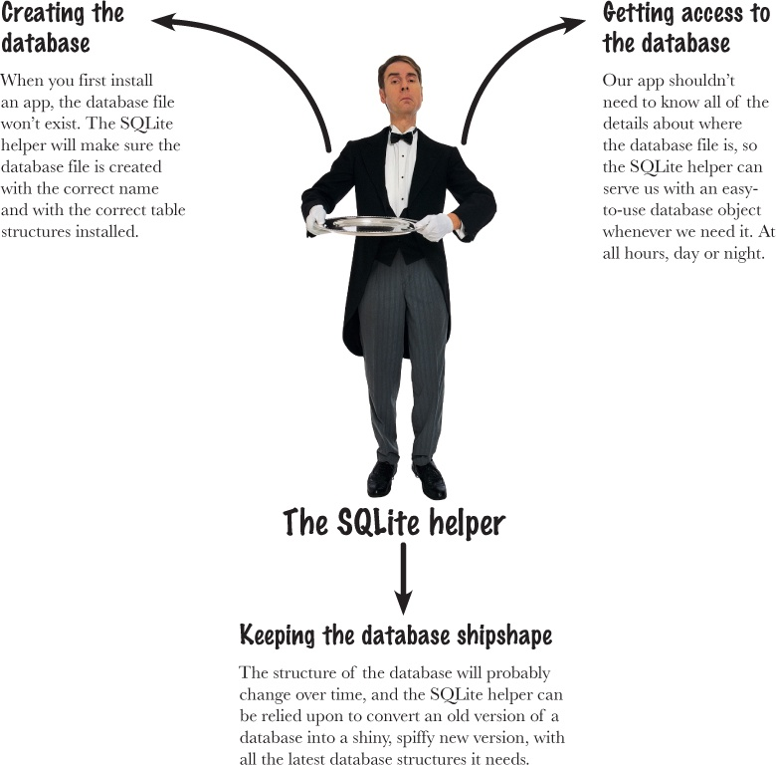 Creating the
database
When you first install
an app, the database file
won't exist. The SQLite
helper will make sure the
database file is created
with the correct name
and with the correct table
structures installed.
Getting access to
the database
Our app shouldn't
need to know all of the
details about where
the database file is, so
the SQLite helper can
serve us with an easy-
to-use database object
whenever we need it. At
all hours, day or night.
The SQLite helper
Keeping the database shipshape
The structure of the database will probably
change over time, and the SQLite helper can
be relied upon to convert an old version of a
database into a shiny, spiffy new version, with
all the latest database structures it needs.